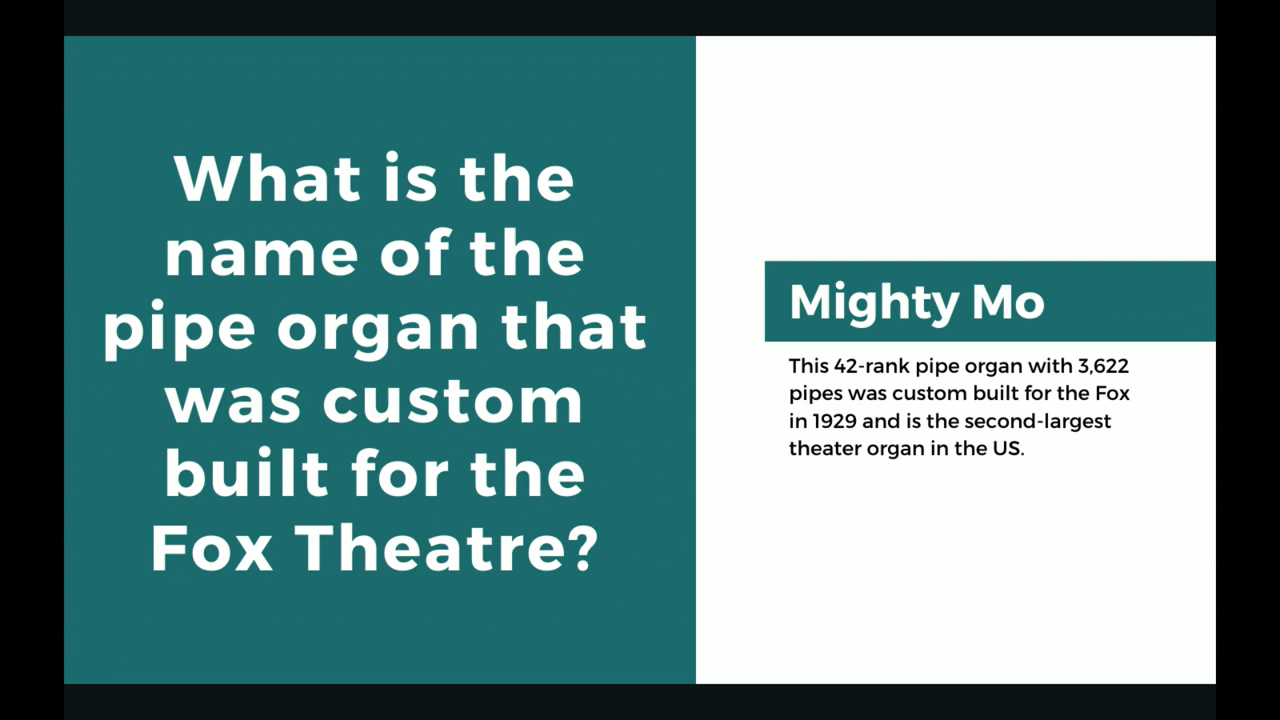 What is the
name of the
pipe organ that
was custom
built for the
Fox Theatre?
Mighty Mo
This 42-rank pipe organ with 3,622
pipes was custom built for the Fox
in 1929 and is the second-largest
theater organ in the US.